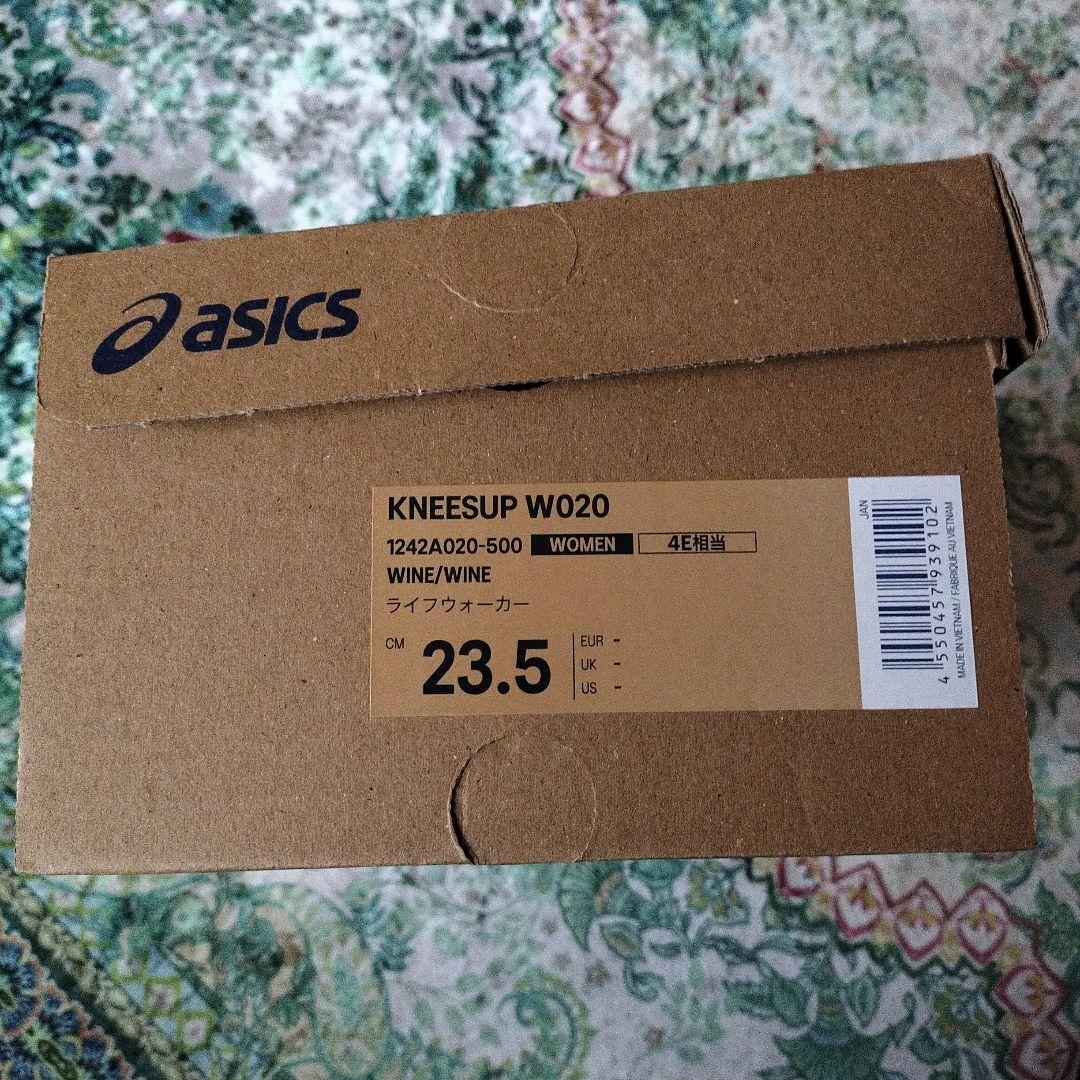 asics
KNEESUP W020
1242A020-500 WOMEN 4E相当
WINE/WINE
ライフウォーカー
CM 23.5
EUR -
UK -
US -
JAN
4 550457 939102
MADE IN VIETNAM / FABRIQUE AU VIETNAM